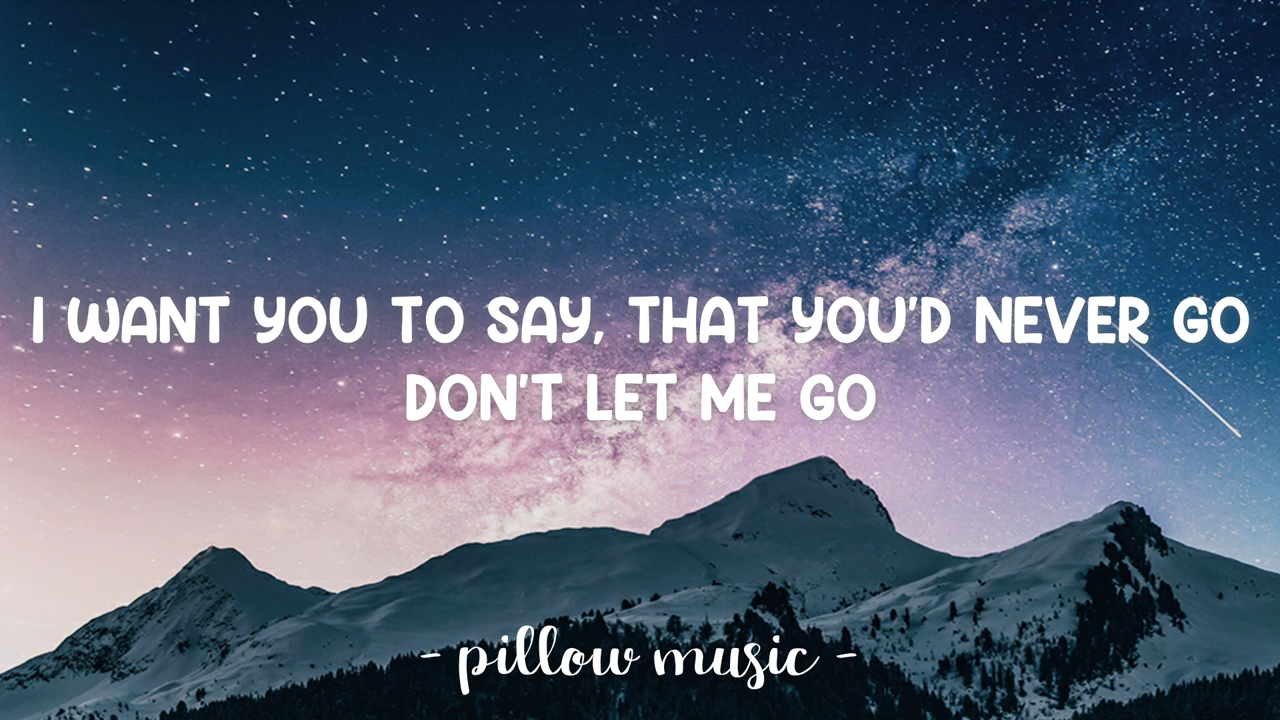 I WANT YOU TO SAY, THAT YOU'D NEVER GO
DON'T LET ME GO
- pillow music -